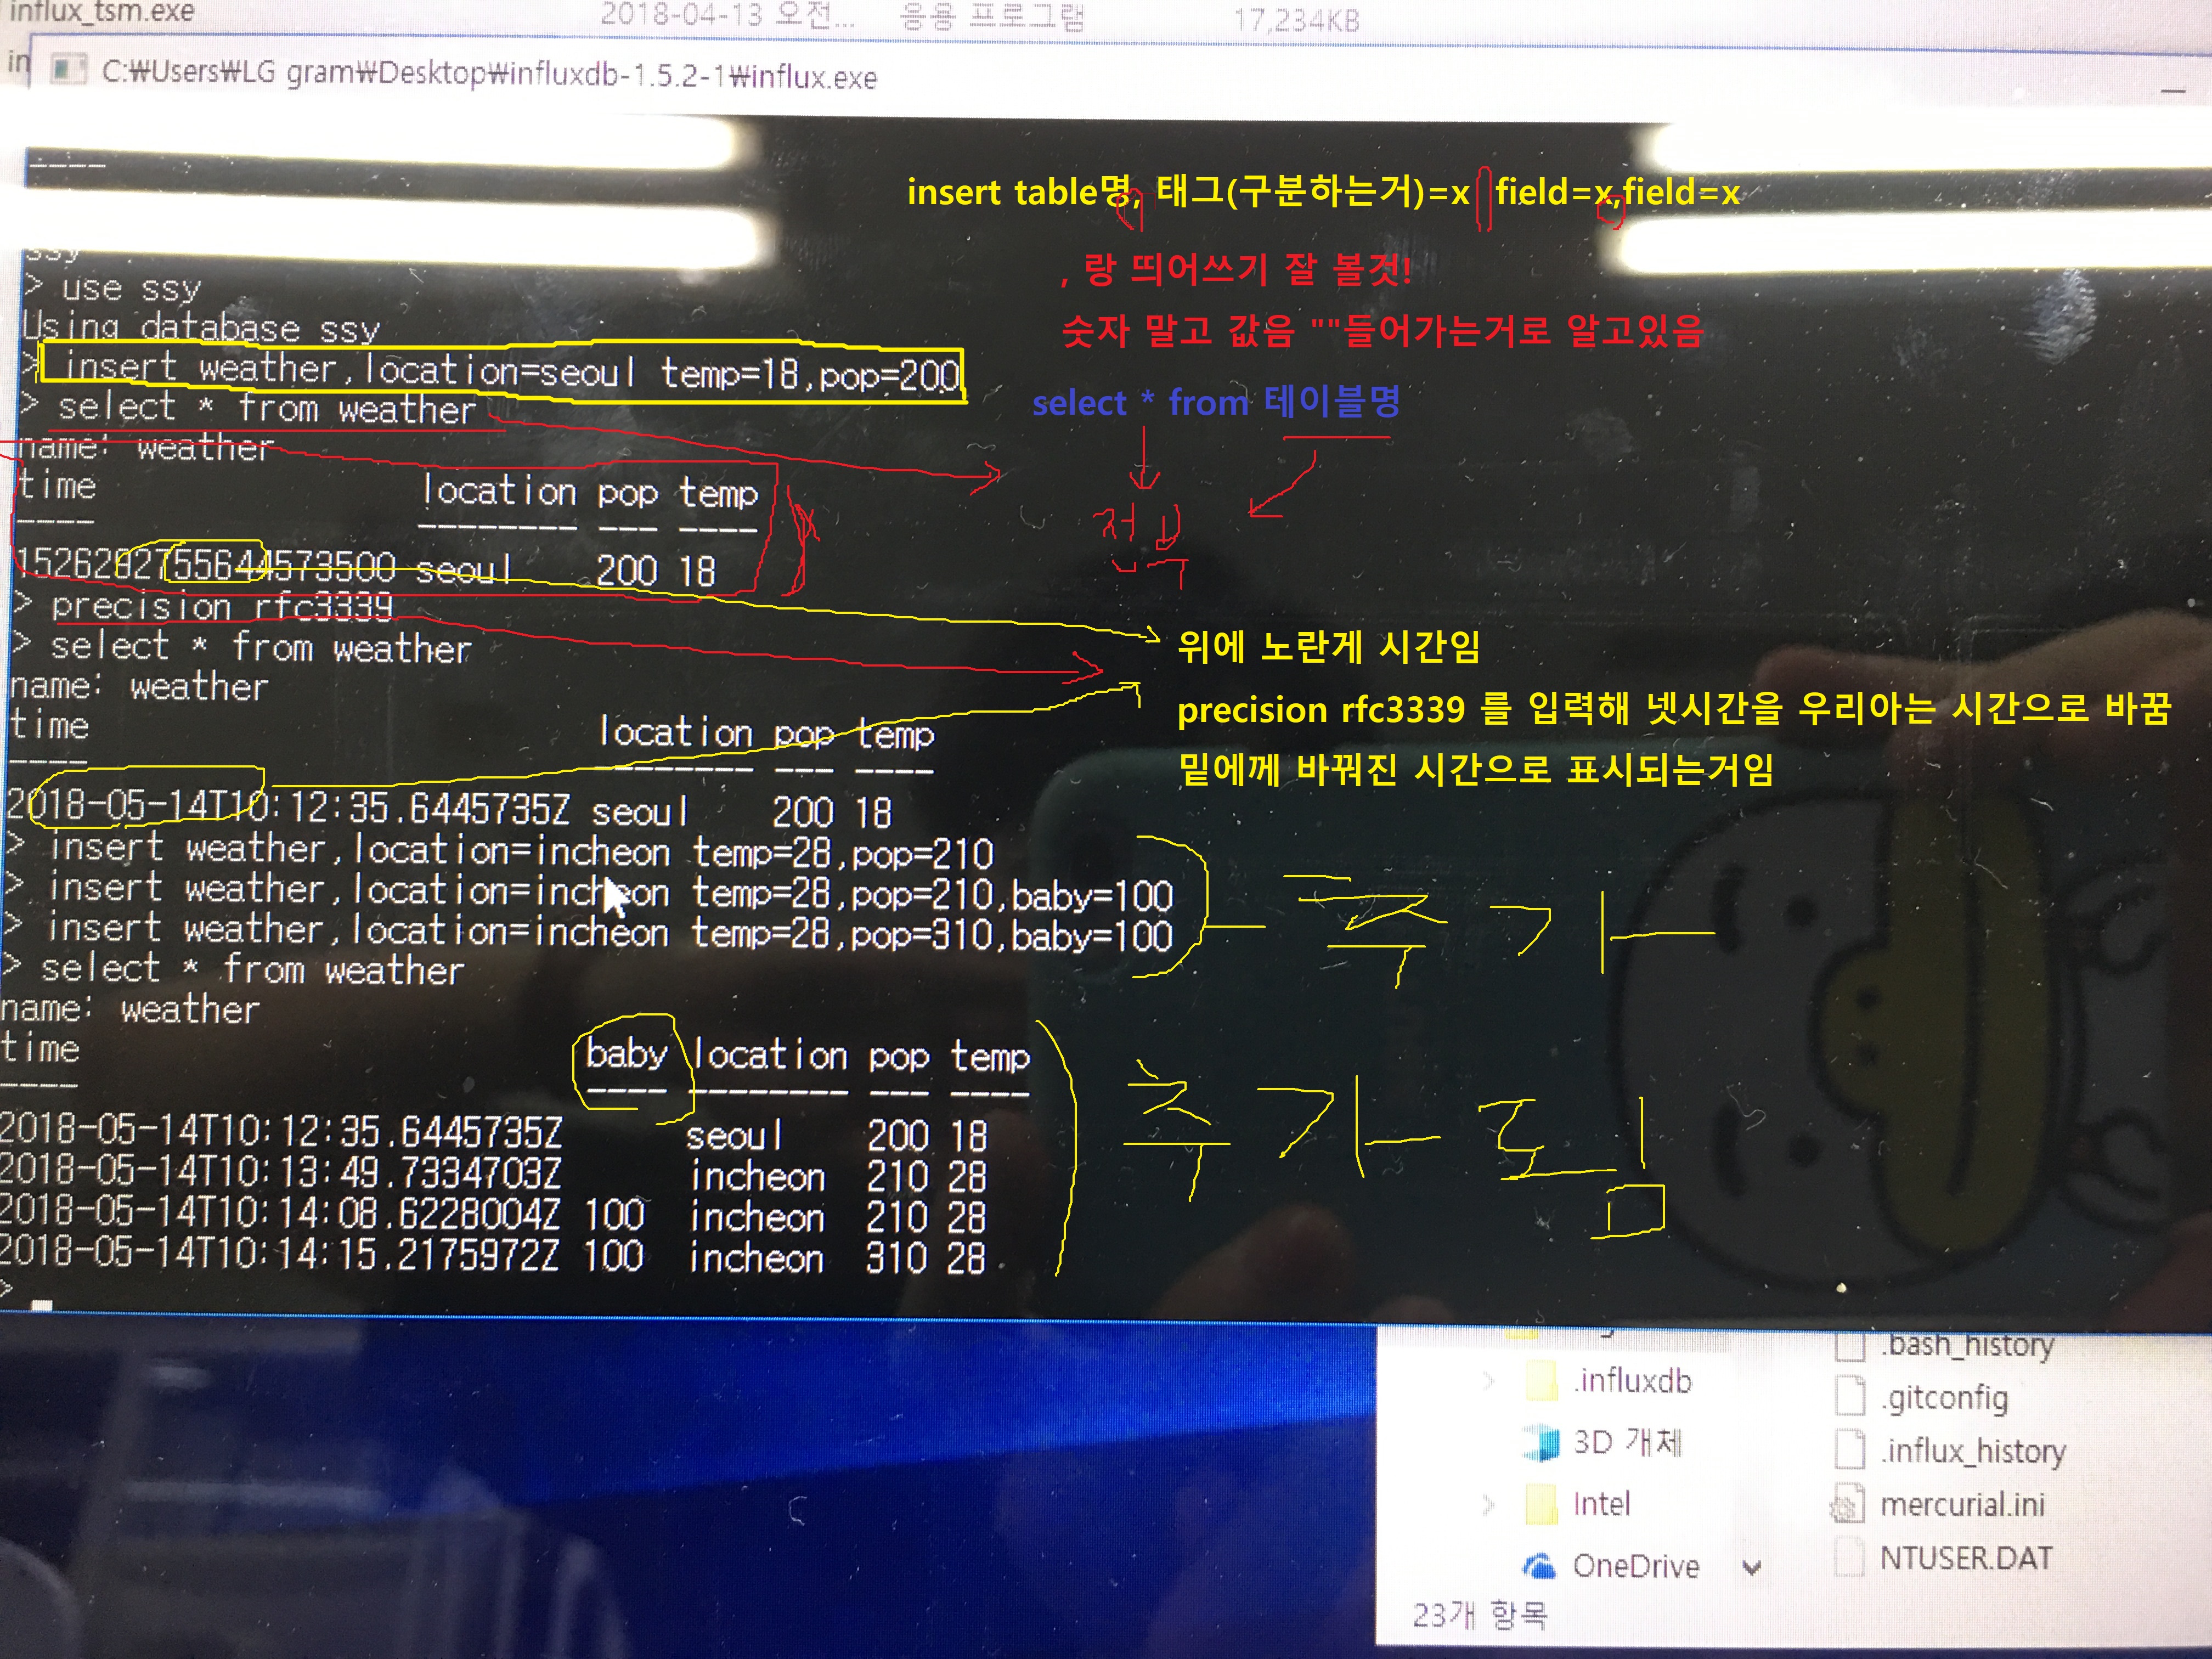 influx_tsm.exe 2018-04-13 오전... 응용 프로그램 17,234KB
in
C:₩Users₩LG gram₩Desktop₩influxdb-1.5.2-1₩influx.exe
----
insert table명, 태그(구분하는거)=x field=x,field=x
, 랑 띄어쓰기 잘 볼것!
숫자 말고 값음 ""들어가는거로 알고있음
select * from 테이블명
전부
ssy
> use ssy
Using database ssy
> insert weather,location=seoul temp=18,pop=200
> select * from weather
name: weather
time location pop temp
---- -------- --- ----
1526292755644573500 seoul 200 18
> precision rfc3339
> select * from weather
name: weather
time location pop temp
---- -------- --- ----
2018-05-14T10:12:35.6445735Z seoul 200 18
위에 노란게 시간임
precision rfc3339 를 입력해 넷시간을 우리아는 시간으로 바꿈
밑에께 바꿔진 시간으로 표시되는거임
> insert weather,location=incheon temp=28,pop=210
> insert weather,location=incheon temp=28,pop=210,baby=100
> insert weather,location=incheon temp=28,pop=310,baby=100
추가
> select * from weather
name: weather
time baby location pop temp
---- ---- -------- --- ----
2018-05-14T10:12:35.6445735Z seoul 200 18
2018-05-14T10:13:49.7334703Z incheon 210 28
2018-05-14T10:14:08.6228004Z 100 incheon 210 28
2018-05-14T10:14:15.2175972Z 100 incheon 310 28
>
추가됨
.influxdb
3D 개체
Intel
OneDrive
.bash_history
.gitconfig
.influx_history
mercurial.ini
NTUSER.DAT
23개 항목